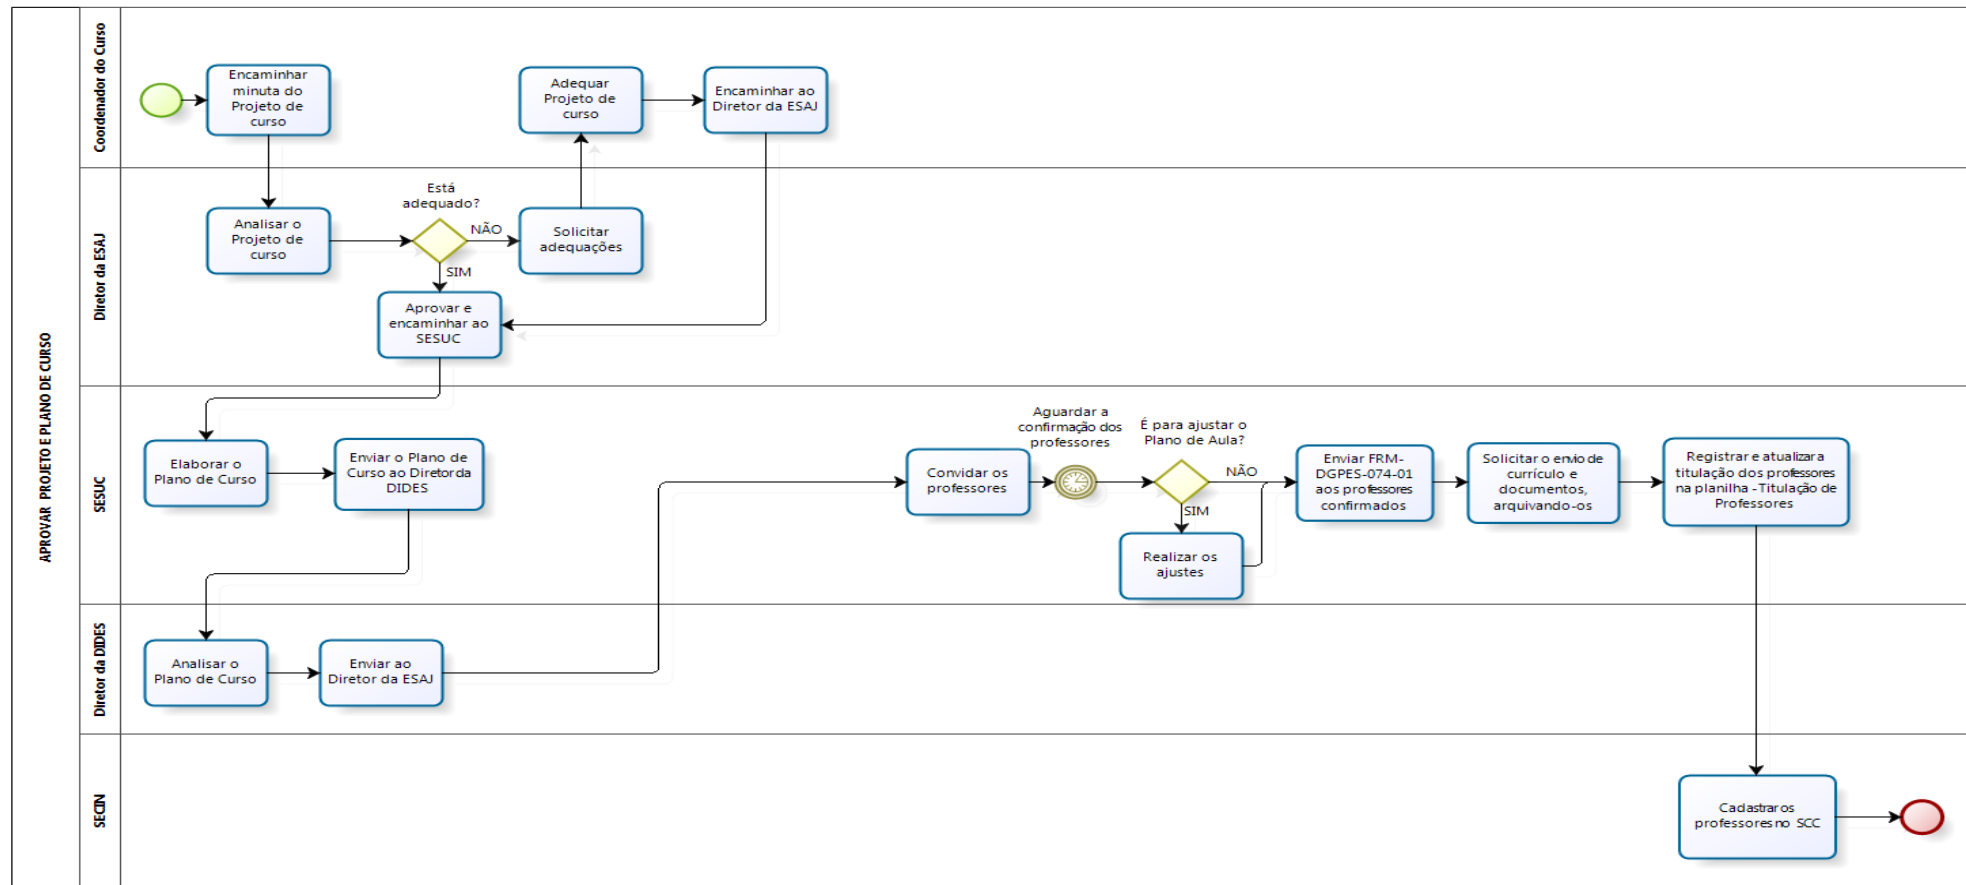 APROVAR PROJETO E PLANO DE CURSO
Coordenador do Curso
Encaminhar
minuta do
Projeto de
curso
Adequar
Projeto de
curso
Encaminhar ao
Diretor da ESAJ
Diretor da ESAJ
Analisar o
Projeto de
curso
Está
adequado?
NÃO
SIM
Solicitar
adequações
Aprovar e
encaminhar ao
SESUC
SESUC
Elaborar o
Plano de Curso
Enviar o Plano de
Curso ao Diretor da
DIDES
Convidar os
professores
Aguardar a
confirmação dos
professores
É para ajustar o
Plano de Aula?
NÃO
SIM
Realizar os
ajustes
Enviar FRM-
DGPES-074-01
aos professores
confirmados
Solicitar o envio de
currículo e
documentos,
arquivando-os
Registrar e atualizar a
titulação dos professores
na planilha - Titulação de
Professores
Diretor da DIDES
Analisar o
Plano de Curso
Enviar ao
Diretor da ESAJ
SECIN
Cadastrar os
professores no SCC